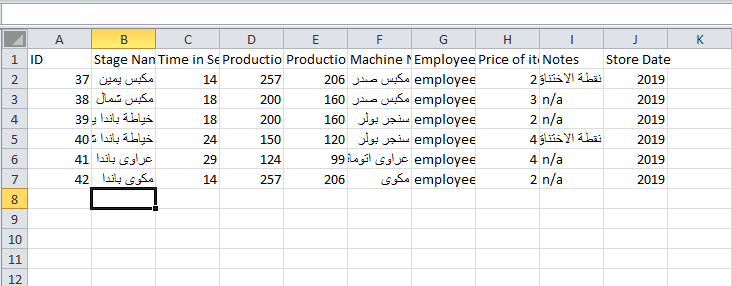 A B C D E F G H I J K
1 ID Stage Nam Time in Se Productio Productio Machine N Employee Price of ite Notes Store Date
2 37 مكبس يمين 14 257 206 مكبس صدر employee 2 نقطة الاختناق 2019
3 38 مكبس شمال 18 200 160 مكبس صدر employee 3 n/a 2019
4 39 خياطة باندا ي 18 200 160 سنجر بولر employee 2 n/a 2019
5 40 خياطة باندا ش 24 150 120 سنجر بولر employee 4 نقطة الاختناق 2019
6 41 عراوى باندا 29 124 99 عراوى اتوما employee 4 n/a 2019
7 42 مكوى باندا 14 257 206 مكوى employee 2 n/a 2019
8
9
10
11
12